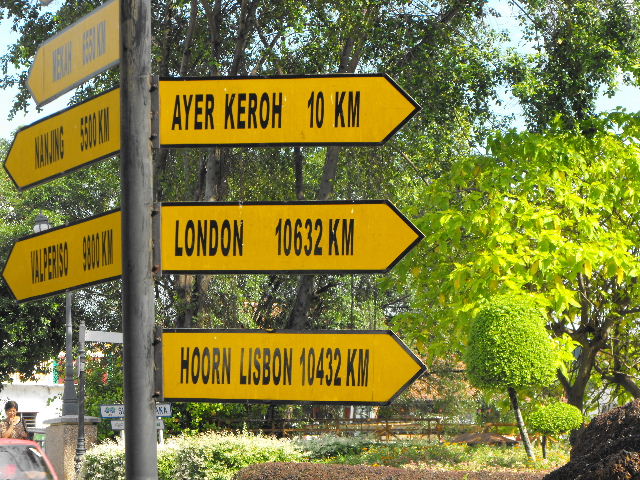 MEKAH 6550 KM
NANJING 5500 KM
VALPERISO 9800 KM
AYER KEROH 10 KM
LONDON 10632 KM
HOORN LISBON 10432 KM